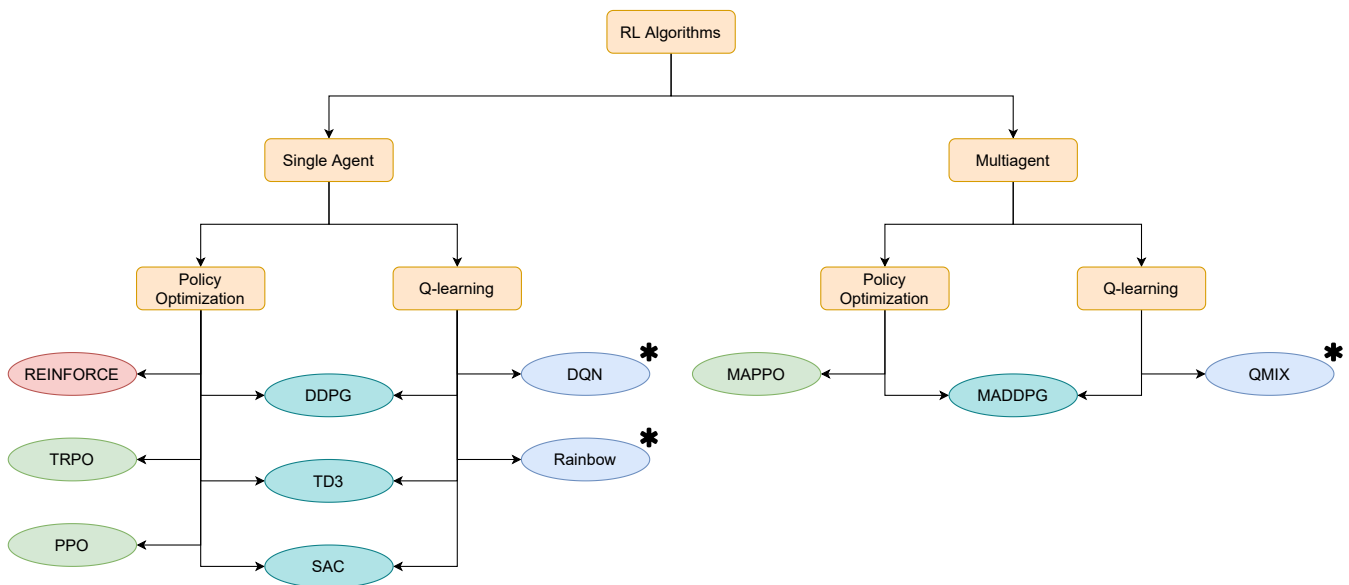 RL Algorithms
Single Agent
Multiagent
Policy
Optimization
Q-learning
Policy
Optimization
Q-learning
REINFORCE
DDPG
DQN
MAPPO
MADDPG
QMIX
TRPO
TD3
Rainbow
PPO
SAC